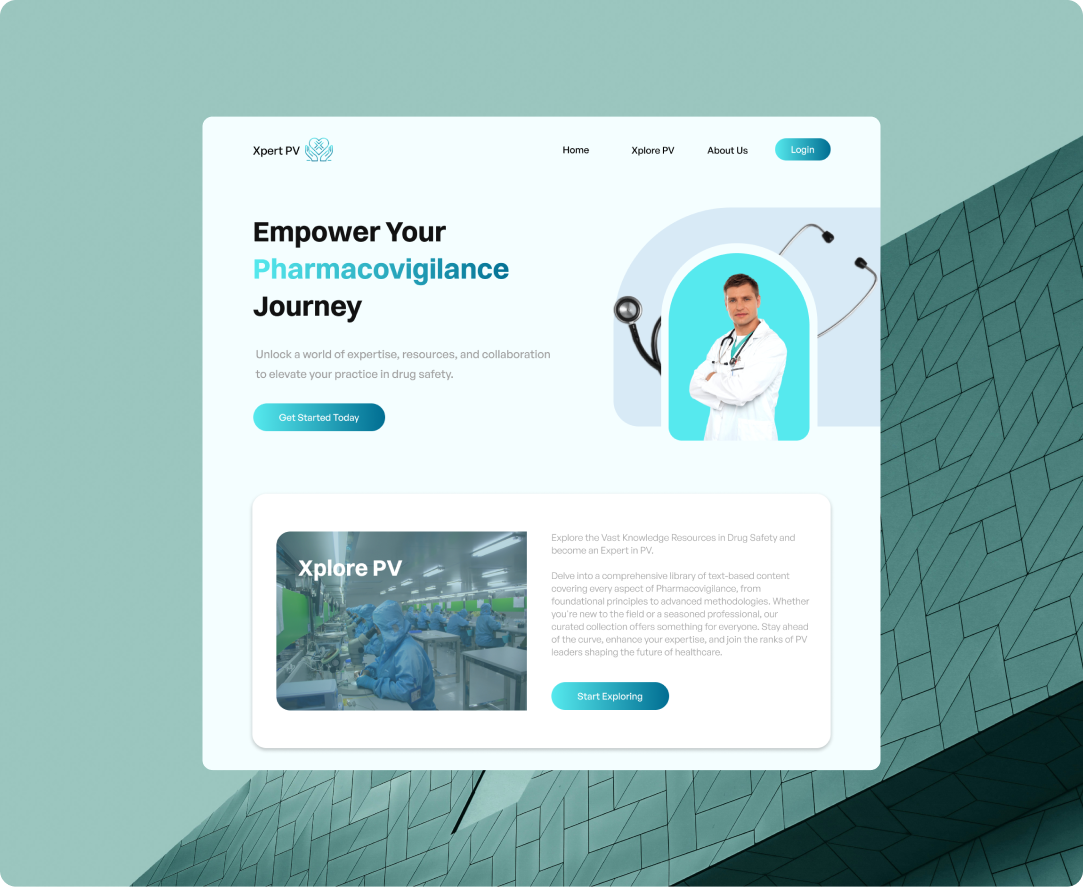 Xpert PV
Home
Xplore PV
About Us
Login
Empower Your
Pharmacovigilance
Journey
Unlock a world of expertise, resources, and collaboration
to elevate your practice in drug safety.
Get Started Today
Xplore PV
Explore the Vast Knowledge Resources in Drug Safety and
become an Expert in PV.
Delve into a comprehensive library of text-based content
covering every aspect of Pharmacovigilance, from
foundational principles to advanced methodologies. Whether
you're new to the field or a seasoned professional, our
curated collection offers something for everyone. Stay ahead
of the curve, enhance your expertise, and join the ranks of PV
leaders shaping the future of healthcare.
Start Exploring